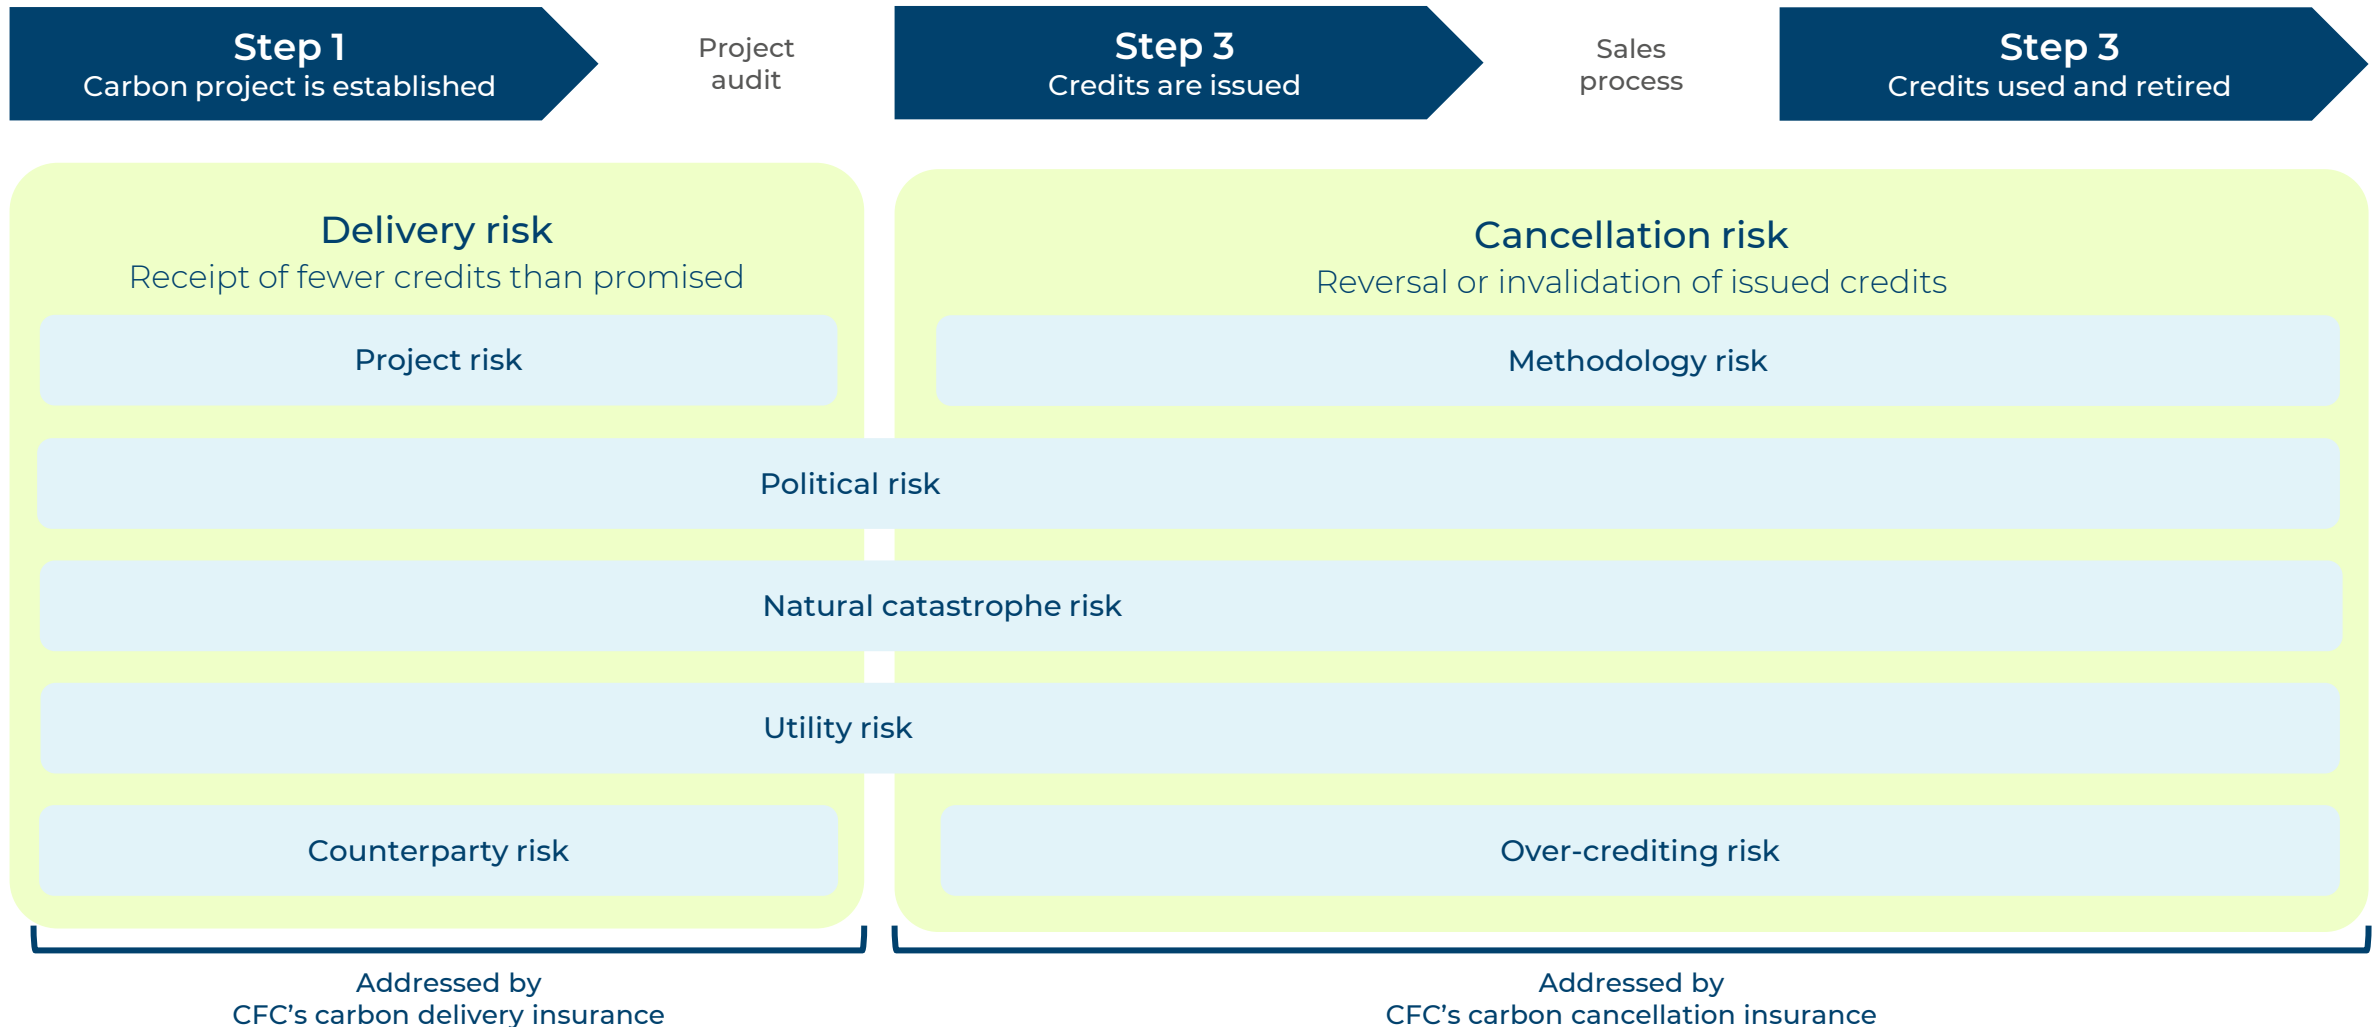 Step 1
Carbon project is established
Project
audit
Step 3
Credits are issued
Sales
process
Step 3
Credits used and retired
Delivery risk
Receipt of fewer credits than promised
Cancellation risk
Reversal or invalidation of issued credits
Project risk
Methodology risk
Political risk
Natural catastrophe risk
Utility risk
Counterparty risk
Over-crediting risk
Addressed by
CFC’s carbon delivery insurance
Addressed by
CFC’s carbon cancellation insurance